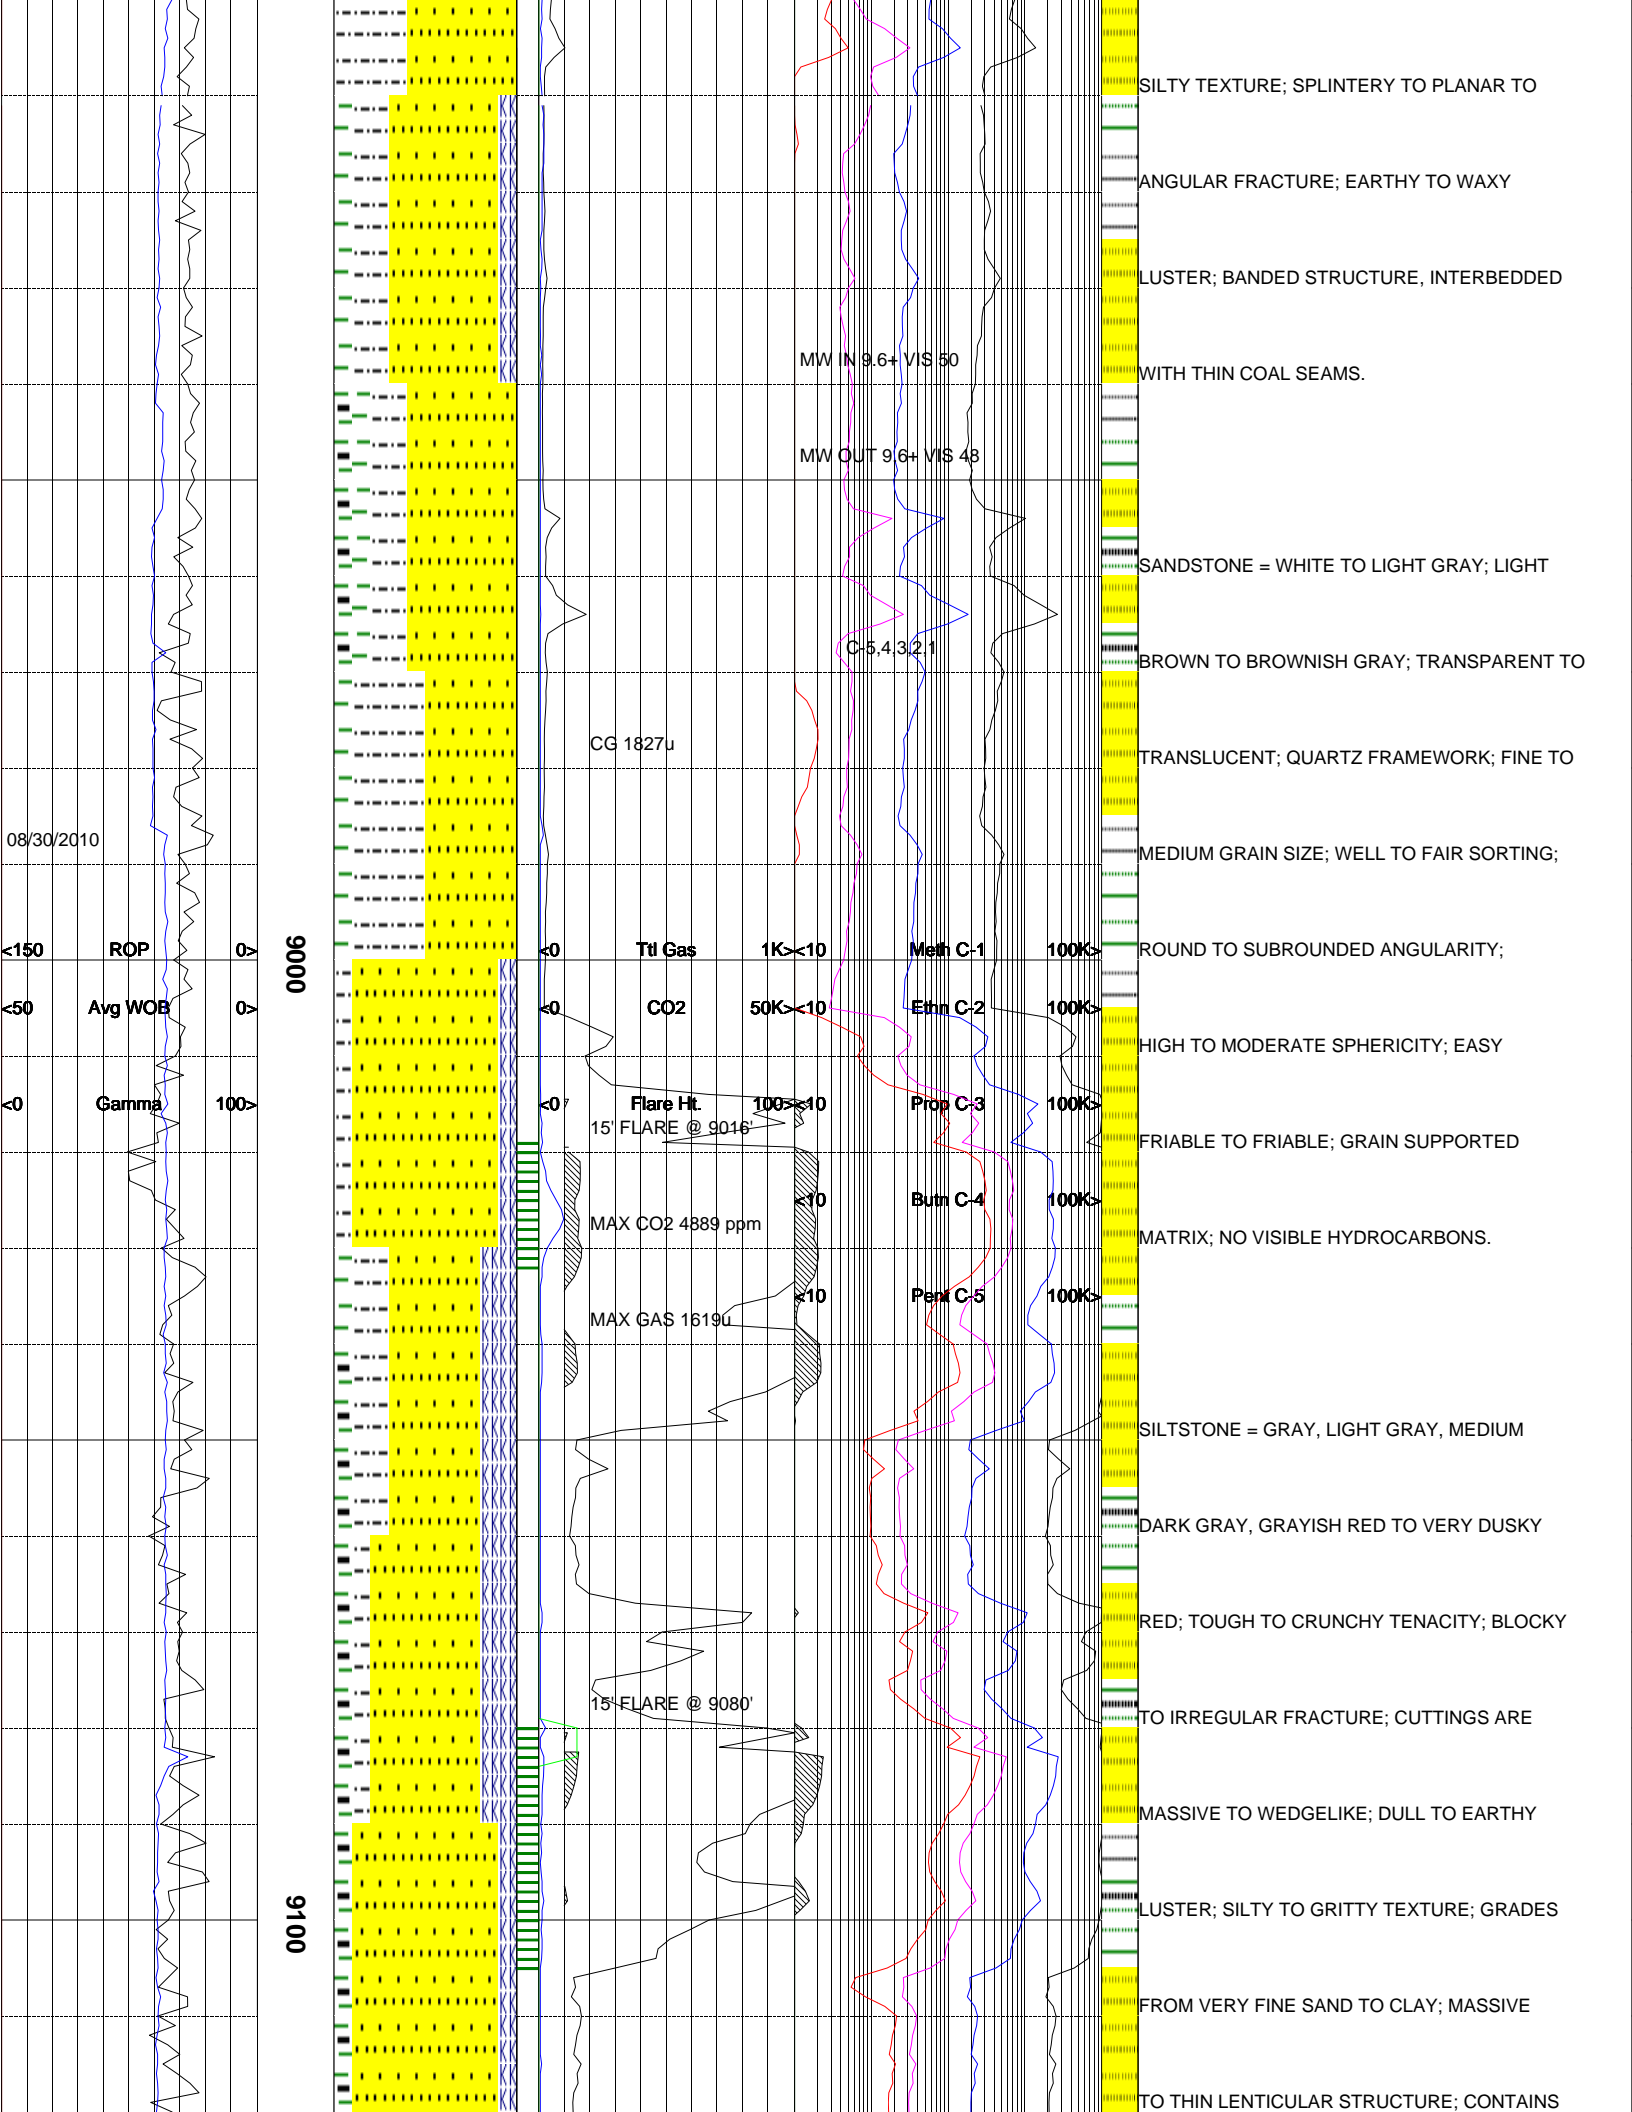 SILTY TEXTURE; SPLINTERY TO PLANAR TO
ANGULAR FRACTURE; EARTHY TO WAXY
LUSTER; BANDED STRUCTURE, INTERBEDDED
MW IN 9.6+ VIS 50
WITH THIN COAL SEAMS.
MW OUT 9.6+ VIS 48
SANDSTONE = WHITE TO LIGHT GRAY; LIGHT
C-5,4,3,2,1
BROWN TO BROWNISH GRAY; TRANSPARENT TO
CG 1827u
TRANSLUCENT; QUARTZ FRAMEWORK; FINE TO
08/30/2010
MEDIUM GRAIN SIZE; WELL TO FAIR SORTING;
<150 ROP 0> 9000 <0 Ttl Gas 1K> <10 Meth C-1 100K> ROUND TO SUBROUNDED ANGULARITY;
<50 Avg WOB 0> <0 CO2 50K> <10 Ethn C-2 100K>
HIGH TO MODERATE SPHERICITY; EASY
<0 Gamma 100> <0 Flare Ht. 100> <10 Prop C-3 100K>
15' FLARE @ 9016'
FRIABLE TO FRIABLE; GRAIN SUPPORTED
<10 Butn C-4 100K>
MAX CO2 4889 ppm
MATRIX; NO VISIBLE HYDROCARBONS.
<10 Pent C-5 100K>
MAX GAS 1619u
SILTSTONE = GRAY, LIGHT GRAY, MEDIUM
DARK GRAY, GRAYISH RED TO VERY DUSKY
RED; TOUGH TO CRUNCHY TENACITY; BLOCKY
15' FLARE @ 9080'
TO IRREGULAR FRACTURE; CUTTINGS ARE
MASSIVE TO WEDGELIKE; DULL TO EARTHY
9100
LUSTER; SILTY TO GRITTY TEXTURE; GRADES
FROM VERY FINE SAND TO CLAY; MASSIVE
TO THIN LENTICULAR STRUCTURE; CONTAINS